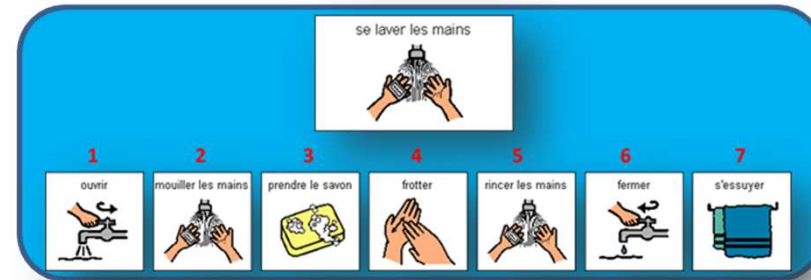 se laver les mains
1 2 3 4 5 6 7
ouvrir mouiller les mains prendre le savon frotter rincer les mains fermer s'essuyer